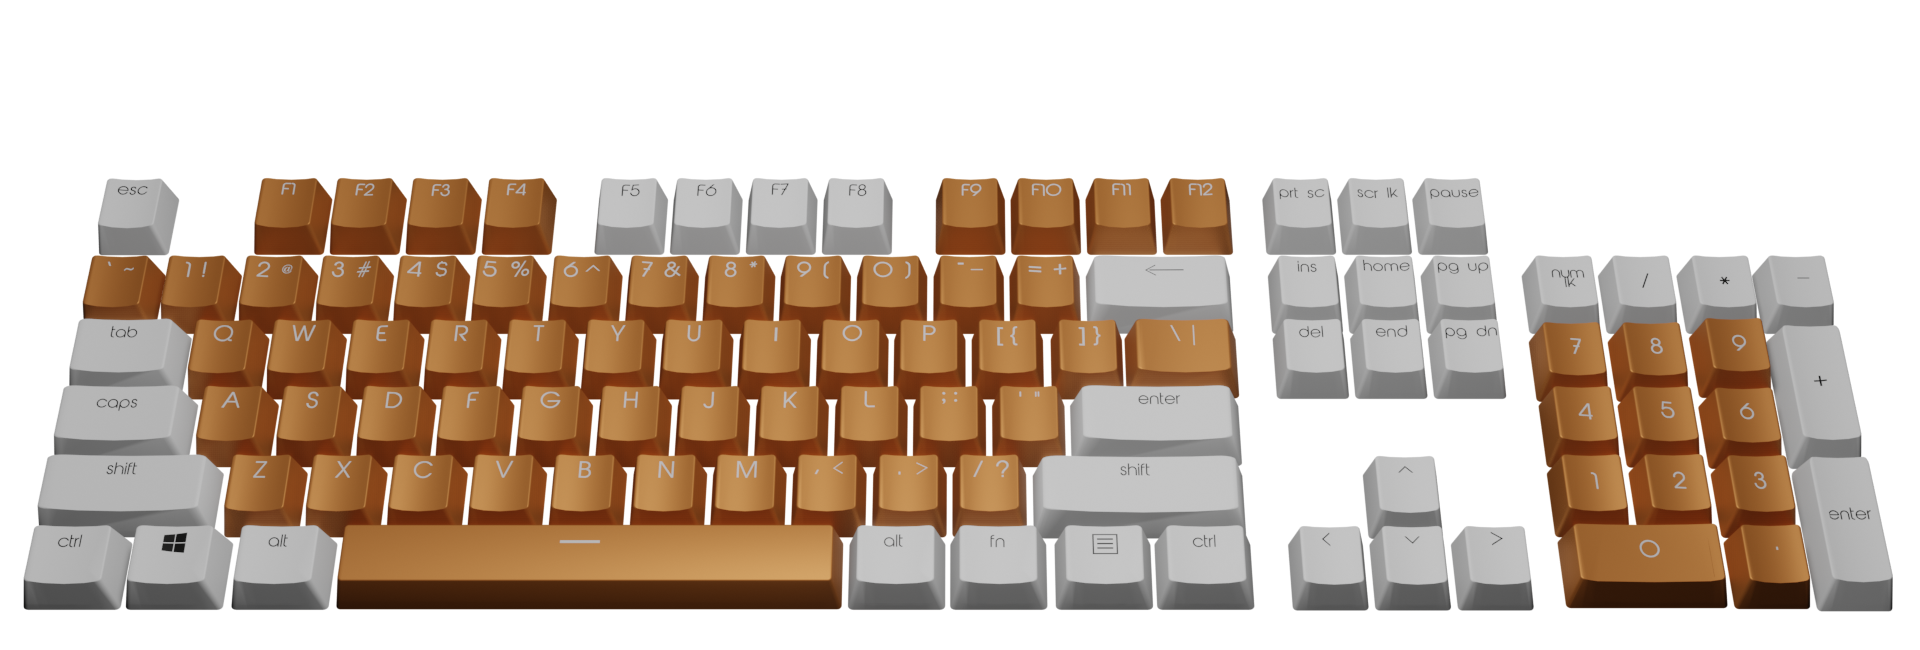 esc F1 F2 F3 F4 F5 F6 F7 F8 F9 F10 F11 F12 prt sc scr lk pause
` ~ 1 ! 2 @ 3 # 4 S 5 % 6 ^ 7 & 8 * 9 ( O ) - _ = + ← ins home pg up num lk / * -
tab Q W E R T Y U I O P [ { ] } \ | del end pg dn 7 8 9 +
caps A S D F G H J K L ; : ' " enter 4 5 6
shift Z X C V B N M , < . > / ? shift ^ 1 2 3 enter
ctrl alt — alt fn ctrl < ﹀ > O .